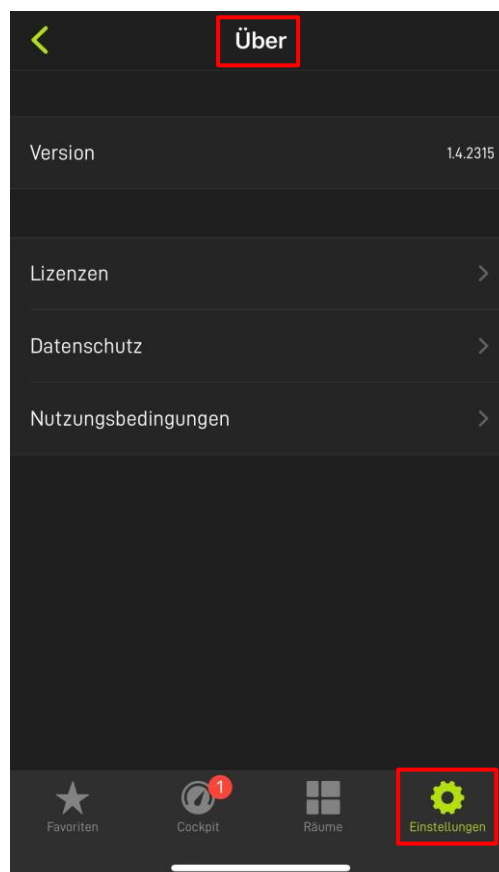 Über
Version 1.4.2315
Lizenzen
Datenschutz
Nutzungsbedingungen
1
Favoriten Cockpit Räume Einstellungen